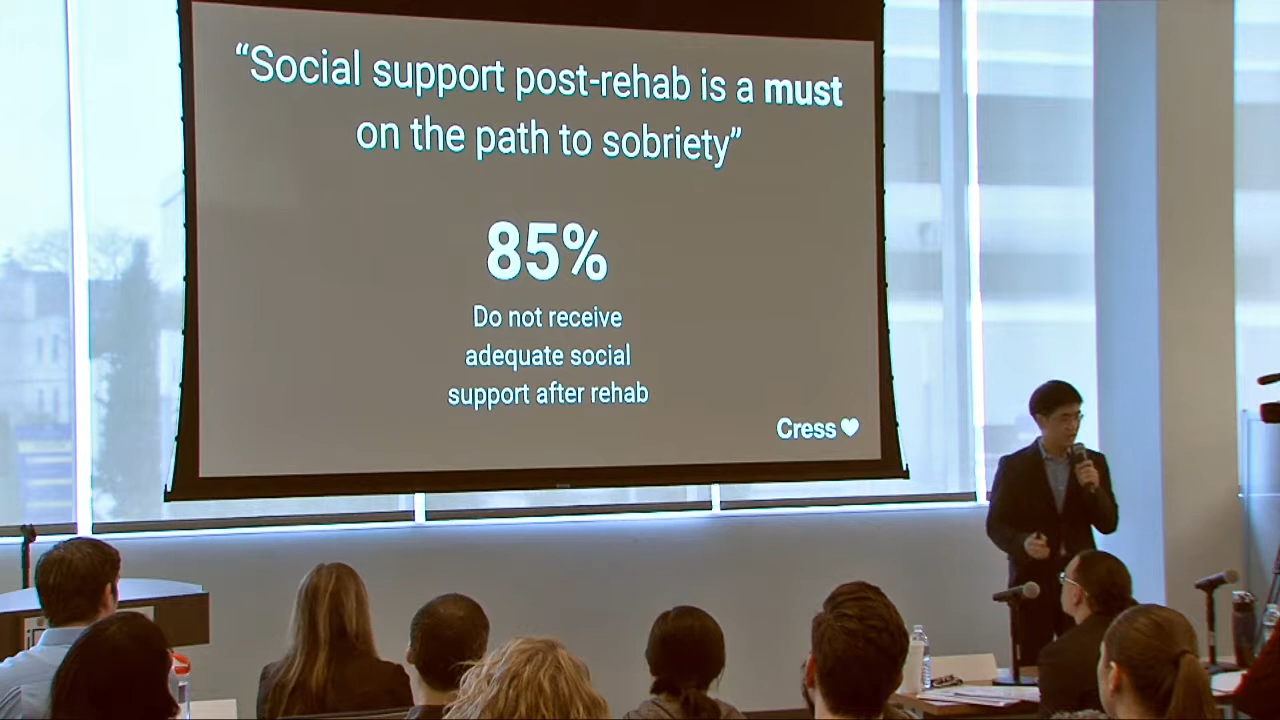 “Social support post-rehab is a must
on the path to sobriety”
85%
Do not receive
adequate social
support after rehab
Cress